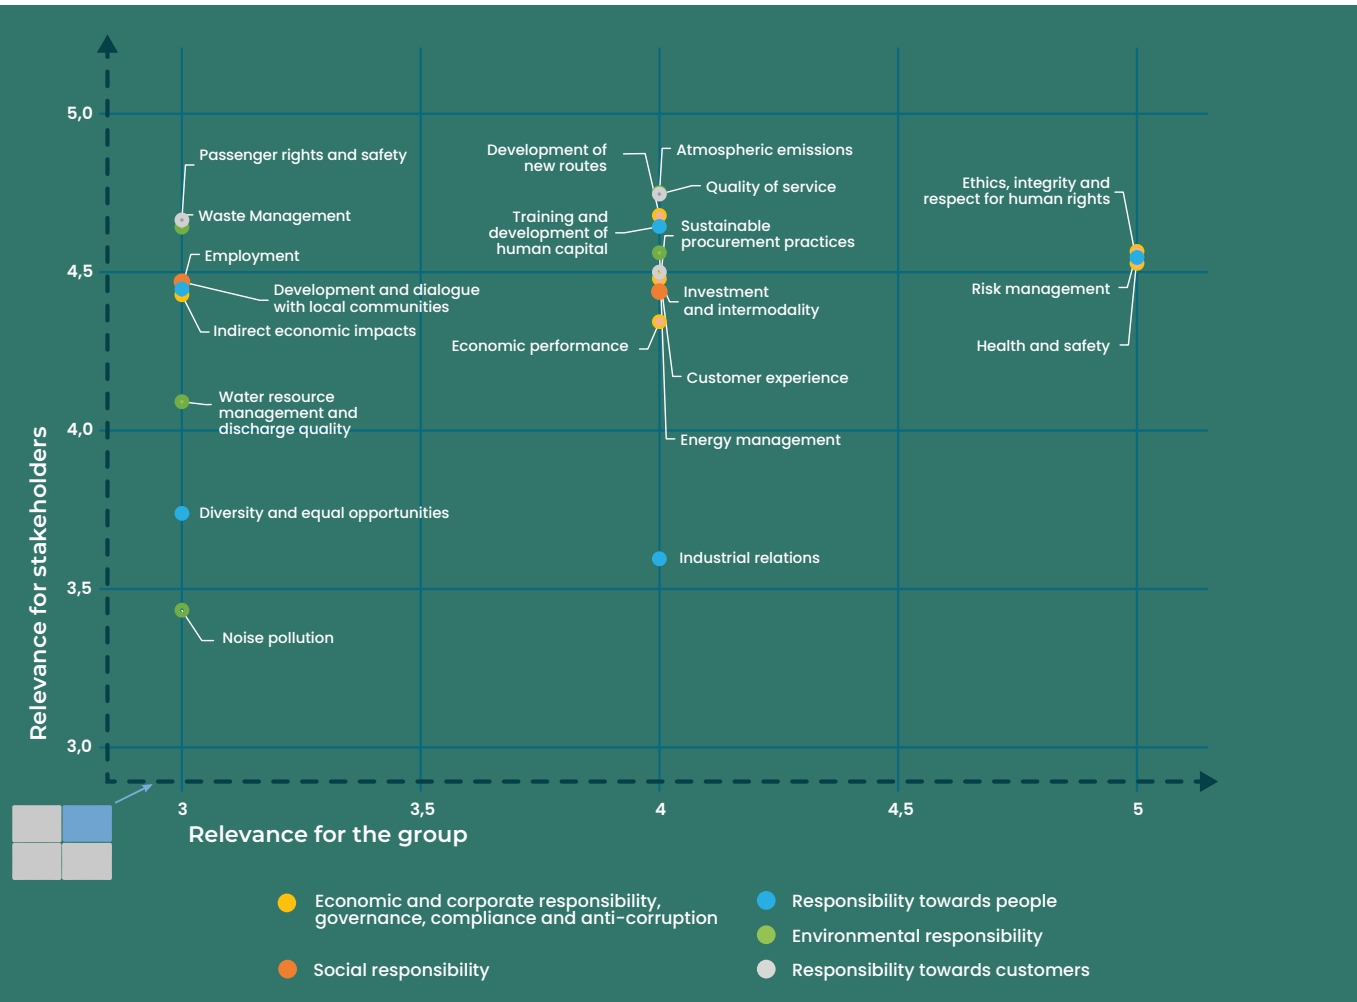 5,0
4,5
4,0
3,5
3,0
Relevance for stakeholders
Passenger rights and safety
Waste Management
Employment
Development and dialogue
with local communities
Indirect economic impacts
Water resource
management and
discharge quality
Diversity and equal opportunities
Noise pollution
Development of
new routes
Atmospheric emissions
Quality of service
Training and
development of
human capital
Sustainable
procurement practices
Investment
and intermodality
Economic performance
Customer experience
Energy management
Industrial relations
Ethics, integrity and
respect for human rights
Risk management
Health and safety
3
3,5
4
4,5
5
Relevance for the group
Economic and corporate responsibility,
governance, compliance and anti-corruption
Social responsibility
Responsibility towards people
Environmental responsibility
Responsibility towards customers